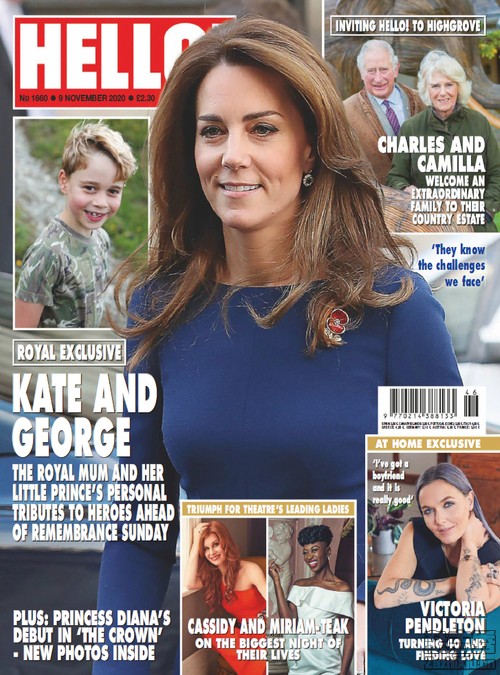 INVITING HELLO! TO HIGHGROVE
HELLO!
No 1660 ● 9 NOVEMBER 2020 ● £2.30
CHARLES AND
CAMILLA
WELCOME AN
EXTRAORDINARY
FAMILY TO THEIR
COUNTRY ESTATE
'They know
the challenges
we face'
ROYAL EXCLUSIVE
KATE AND
GEORGE
THE ROYAL MUM AND HER
LITTLE PRINCE'S PERSONAL
TRIBUTES TO HEROES AHEAD
OF REMEMBRANCE SUNDAY
PLUS: PRINCESS DIANA'S
DEBUT IN 'THE CROWN'
- NEW PHOTOS INSIDE
TRIUMPH FOR THEATRE'S LEADING LADIES
CASSIDY AND MIRIAM-TEAK
ON THE BIGGEST NIGHT OF
THEIR LIVES
46
9 770214 388133
AT HOME EXCLUSIVE
'I've got a
boyfriend
and it is
really good'
VICTORIA
PENDLETON
TURNING 40 AND
FINDING LOVE